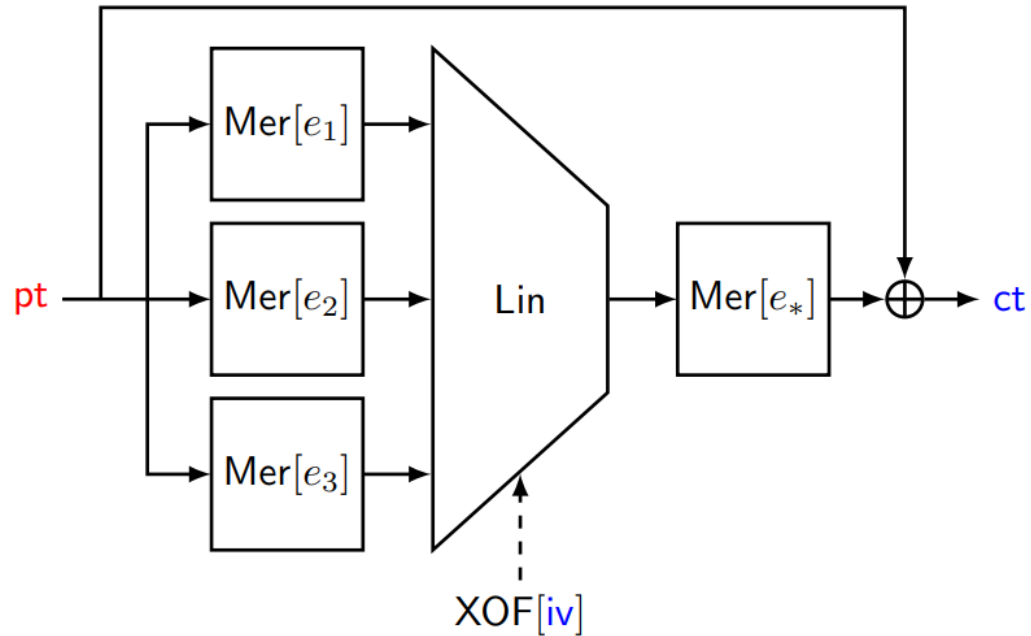 Mer[e₁]
pt
Mer[e₂]
Lin
Mer[e∗]
ct
Mer[e₃]
XOF[iv]